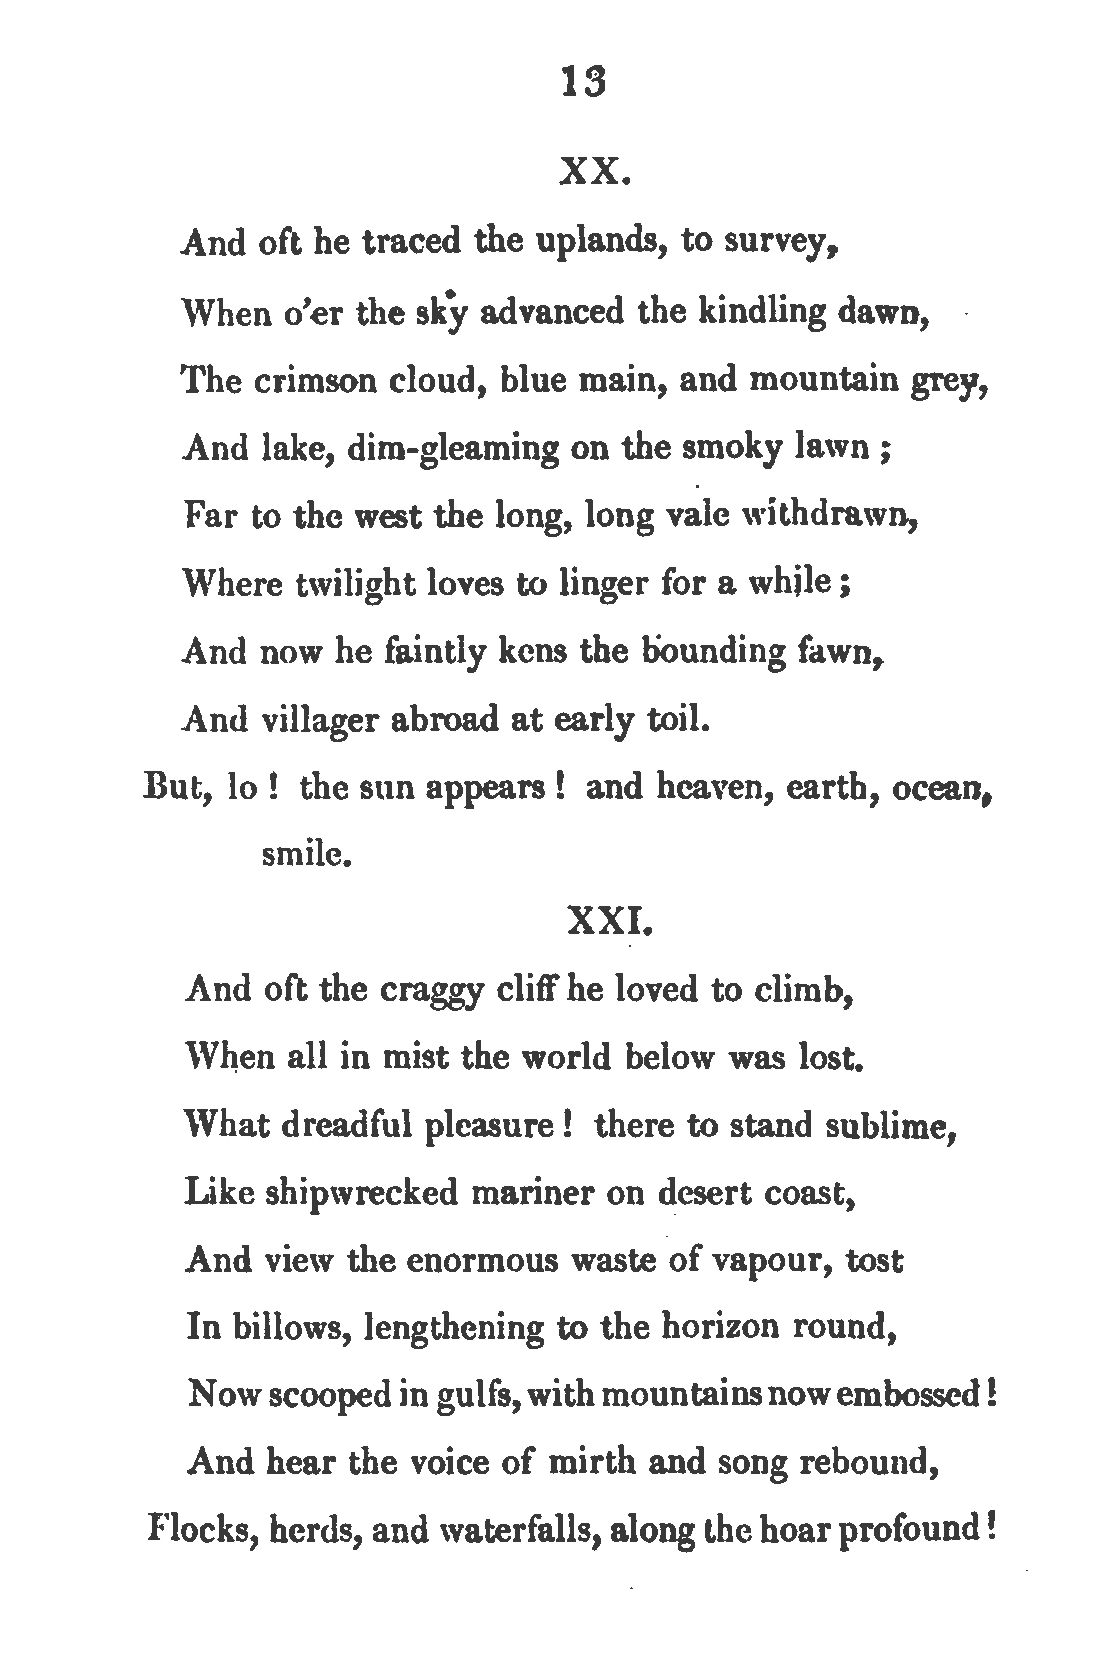 13
XX.
And oft he traced the uplands, to survey,
When o'er the sky advanced the kindling dawn,
The crimson cloud, blue main, and mountain grey,
And lake, dim-gleaming on the smoky lawn ;
Far to the west the long, long vale withdrawn,
Where twilight loves to linger for a while ;
And now he faintly kens the bounding fawn,
And villager abroad at early toil.
But, lo ! the sun appears ! and heaven, earth, ocean,
smile.
XXI.
And oft the craggy cliff he loved to climb,
When all in mist the world below was lost.
What dreadful pleasure ! there to stand sublime,
Like shipwrecked mariner on desert coast,
And view the enormous waste of vapour, tost
In billows, lengthening to the horizon round,
Now scooped in gulfs, with mountains now embossed !
And hear the voice of mirth and song rebound,
Flocks, herds, and waterfalls, along the hoar profound !